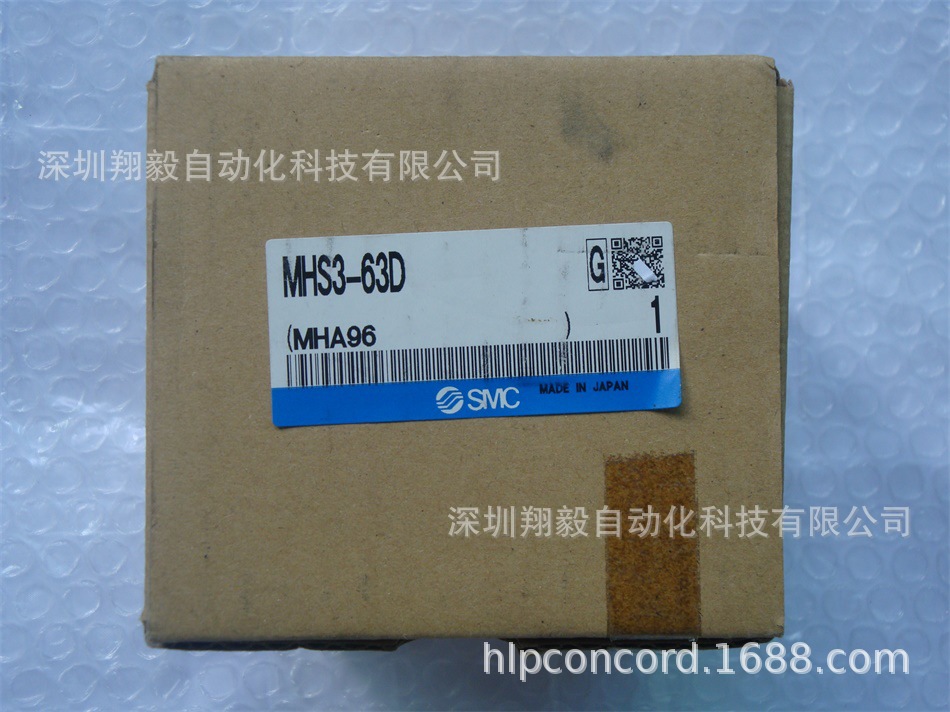 深圳翔毅自动化科技有限公司
MHS3-63D
G
(MHA96 )
1
SMC
MADE IN JAPAN
深圳翔毅自动化科技有限公司
hlpconcord.1688.com